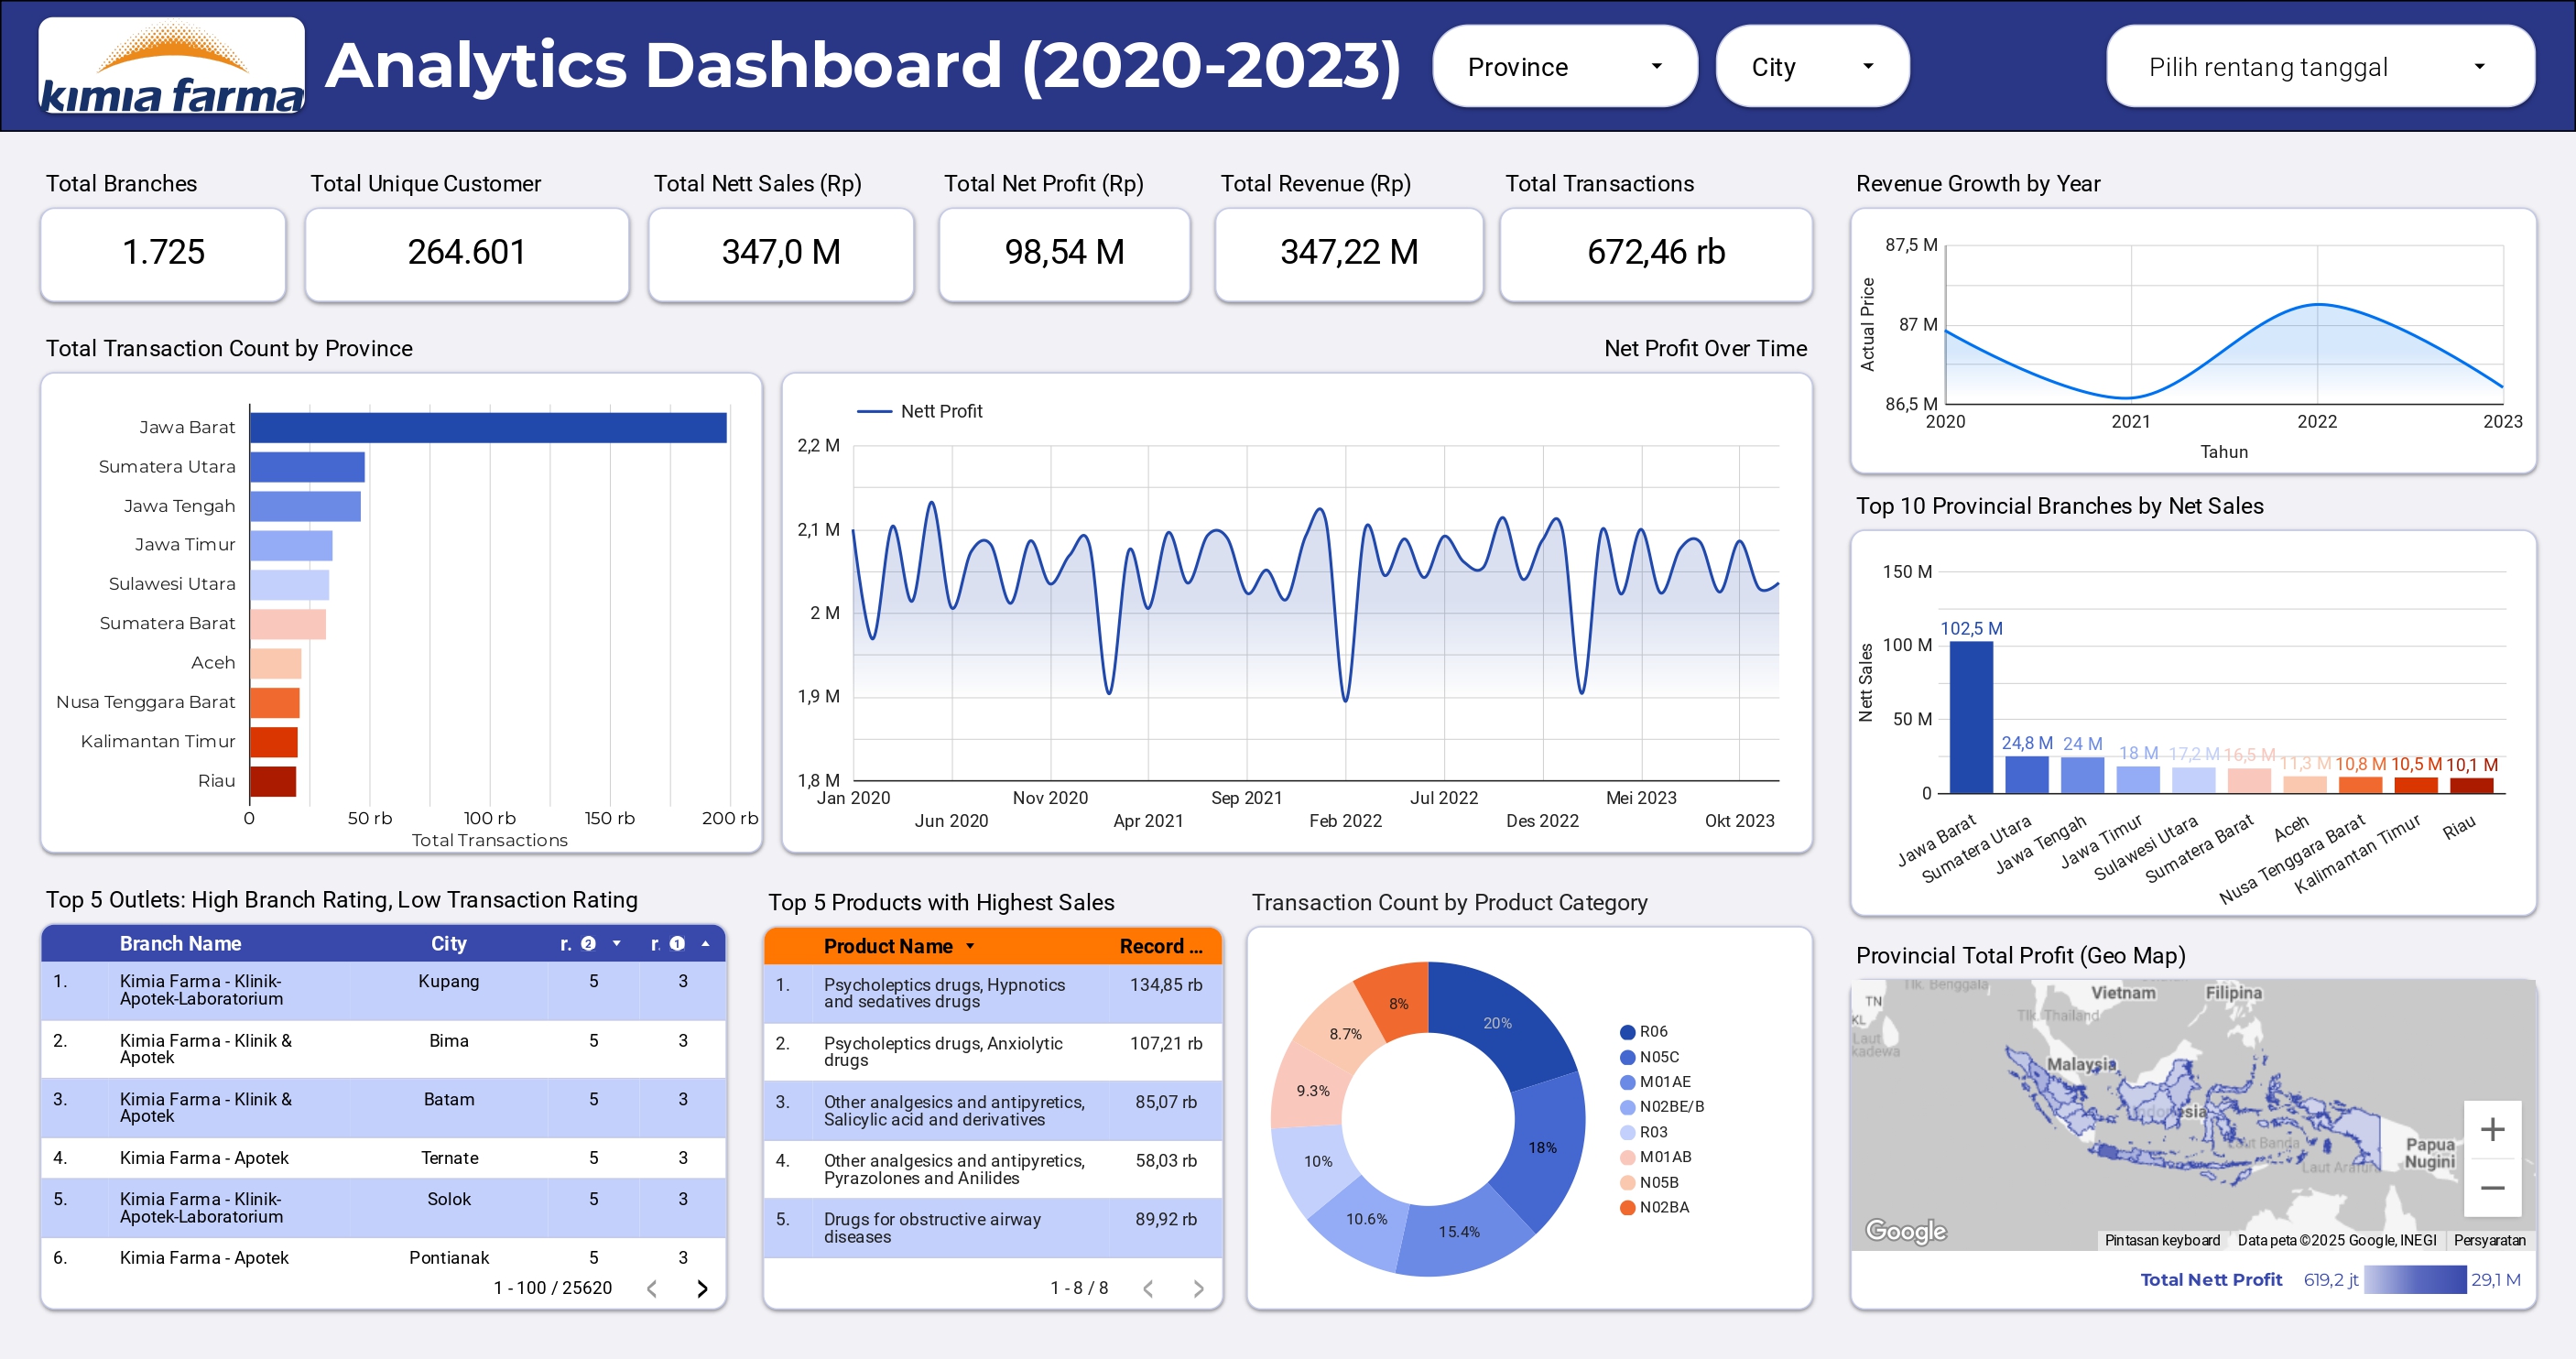 kimia farma
Analytics Dashboard (2020-2023)
Province
City
Pilih rentang tanggal
Total Branches
1.725
Total Unique Customer
264.601
Total Nett Sales (Rp)
347,0 M
Total Net Profit (Rp)
98,54 M
Total Revenue (Rp)
347,22 M
Total Transactions
672,46 rb
Revenue Growth by Year
Actual Price
87,5 M
87 M
86,5 M
2020
2021
2022
2023
Tahun
Total Transaction Count by Province
Jawa Barat
Sumatera Utara
Jawa Tengah
Jawa Timur
Sulawesi Utara
Sumatera Barat
Aceh
Nusa Tenggara Barat
Kalimantan Timur
Riau
0
50 rb
100 rb
150 rb
200 rb
Total Transactions
Net Profit Over Time
Nett Profit
2,2 M
2,1 M
2 M
1,9 M
1,8 M
Jan 2020
Jun 2020
Nov 2020
Apr 2021
Sep 2021
Feb 2022
Jul 2022
Des 2022
Mei 2023
Okt 2023
Top 10 Provincial Branches by Net Sales
Nett Sales
150 M
100 M
50 M
0
102,5 M
24,8 M
24 M
18 M
17,2 M
16,5 M
11,3 M
10,8 M
10,5 M
10,1 M
Jawa Barat
Sumatera Utara
Jawa Tengah
Jawa Timur
Sulawesi Utara
Sumatera Barat
Aceh
Nusa Tenggara Barat
Kalimantan Timur
Riau
Top 5 Outlets: High Branch Rating, Low Transaction Rating
Branch Name City r. 2 r. 1
1. Kimia Farma - Klinik- Kupang 5 3
Apotek-Laboratorium
2. Kimia Farma - Klinik & Bima 5 3
Apotek
3. Kimia Farma - Klinik & Batam 5 3
Apotek
4. Kimia Farma - Apotek Ternate 5 3
5. Kimia Farma - Klinik- Solok 5 3
Apotek-Laboratorium
6. Kimia Farma - Apotek Pontianak 5 3
1 - 100 / 25620
Top 5 Products with Highest Sales
Product Name Record ...
1. Psycholeptics drugs, Hypnotics 134,85 rb
and sedatives drugs
2. Psycholeptics drugs, Anxiolytic 107,21 rb
drugs
3. Other analgesics and antipyretics, 85,07 rb
Salicylic acid and derivatives
4. Other analgesics and antipyretics, 58,03 rb
Pyrazolones and Anilides
5. Drugs for obstructive airway 89,92 rb
diseases
1 - 8 / 8
Transaction Count by Product Category
20%
18%
15.4%
10.6%
10%
9.3%
8.7%
8%
R06
N05C
M01AE
N02BE/B
R03
M01AB
N05B
N02BA
Provincial Total Profit (Geo Map)
Tlk. Benggala
Vietnam
Filipina
TN
KL
Tlk. Thailand
Laut
kadewa
Malaysia
Indonesia
Laut Banda
Laut Arafura
Papua
Nugini
+
−
Google
Pintasan keyboard
Data peta ©2025 Google, INEGI
Persyaratan
Total Nett Profit 619,2 jt 29,1 M